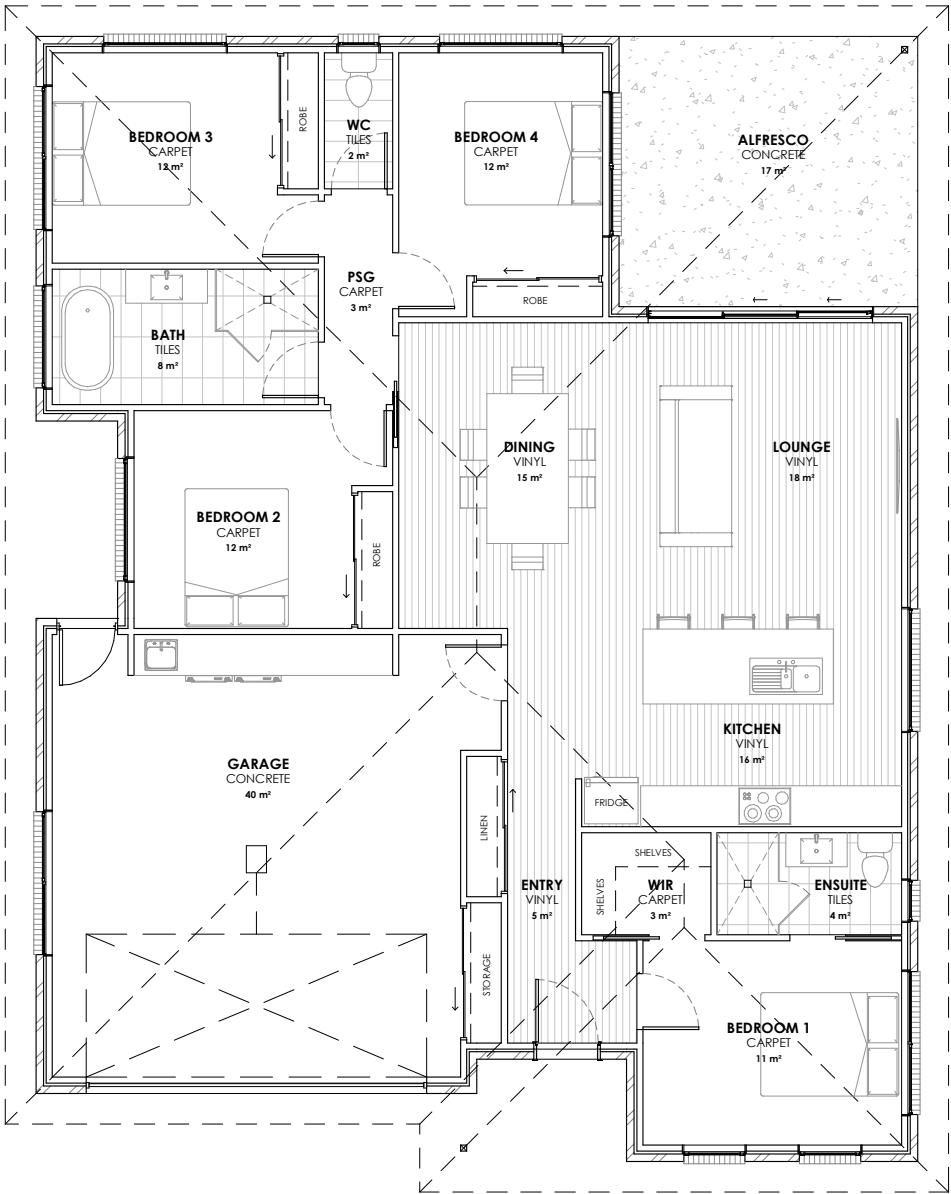 BEDROOM 3
CARPET
12 m²
ROBE
WC
TILES
2 m²
BEDROOM 4
CARPET
12 m²
ALFRESCO
CONCRETE
17 m²
PSG
CARPET
3 m²
ROBE
BATH
TILES
8 m²
DINING
VINYL
15 m²
LOUNGE
VINYL
18 m²
BEDROOM 2
CARPET
12 m²
ROBE
KITCHEN
VINYL
16 m²
GARAGE
CONCRETE
40 m²
FRIDGE
LINEN
SHELVES
SHELVES
ENTRY
VINYL
5 m²
WIR
CARPET
3 m²
ENSUITE
TILES
4 m²
STORAGE
BEDROOM 1
CARPET
11 m²